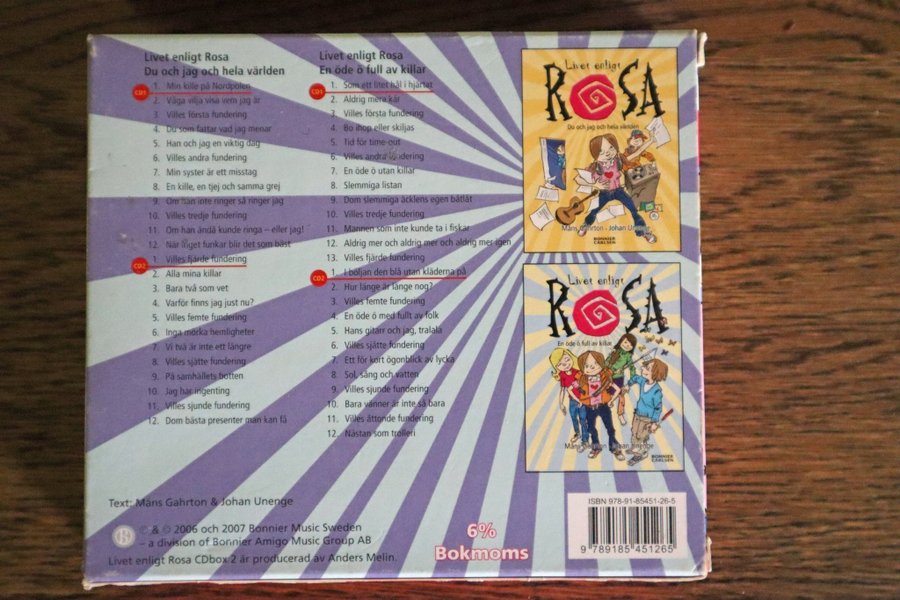 Livet enligt Rosa
Du och jag och hela världen
CD1
1. Min kille på Nordpolen
2. Våga vilja visa vem jag är
3. Villes första fundering
4. Du som fattar vad jag menar
5. Han och jag en viktig dag
6. Villes andra fundering
7. Min syster är ett misstag
8. En kille, en tjej och samma grej
9. Om han inte ringer så ringer jag
10. Villes tredje fundering
11. Om han ändå kunde ringa – eller jag!
12. När inget funkar blir det som bäst
CD2
1. Villes fjärde fundering
2. Alla mina killar
3. Bara två som vet
4. Varför finns jag just nu?
5. Villes femte fundering
6. Inga mörka hemligheter
7. Vi två är inte ett längre
8. Villes sjätte fundering
9. På samhällets botten
10. Jag har ingenting
11. Villes sjunde fundering
12. Dom bästa presenter man kan få
Livet enligt Rosa
En öde ö full av killar
CD1
1. Som ett litet hål i hjärtat
2. Aldrig mera kär
3. Villes första fundering
4. Bo ihop eller skiljas
5. Tid för time-out
6. Villes andra fundering
7. En öde ö utan killar
8. Slemmiga listan
9. Dom slemmiga äcklens egen båtlåt
10. Villes tredje fundering
11. Mannen som inte kunde ta i fiskar
12. Aldrig mer och aldrig mer och aldrig mer igen
13. Villes fjärde fundering
CD2
1. I böljan den blå utan kläderna på
2. Hur länge är länge nog?
3. Villes femte fundering
4. En öde ö med fullt av folk
5. Hans gitarr och jag, tralala
6. Villes sjätte fundering
7. Ett för kort ögonblick av lycka
8. Sol, sång och vatten
9. Villes sjunde fundering
10. Bara vänner är inte så bara
11. Villes åttonde fundering
12. Nästan som trolleri
Livet enligt
ROSA
Du och jag och hela världen
Måns Gahrton - Johan Unenge
BONNIER
CARLSEN
Livet enligt
ROSA
En öde ö full av killar
Måns Gahrton - Johan Unenge
BONNIER
CARLSEN
Text: Måns Gahrton & Johan Unenge
℗ & © 2006 och 2007 Bonnier Music Sweden
– a division of Bonnier Amigo Music Group AB
Livet enligt Rosa CDbox 2 är producerad av Anders Melin.
6%
Bokmoms
ISBN 978-91-85451-26-5
9 789185 451265